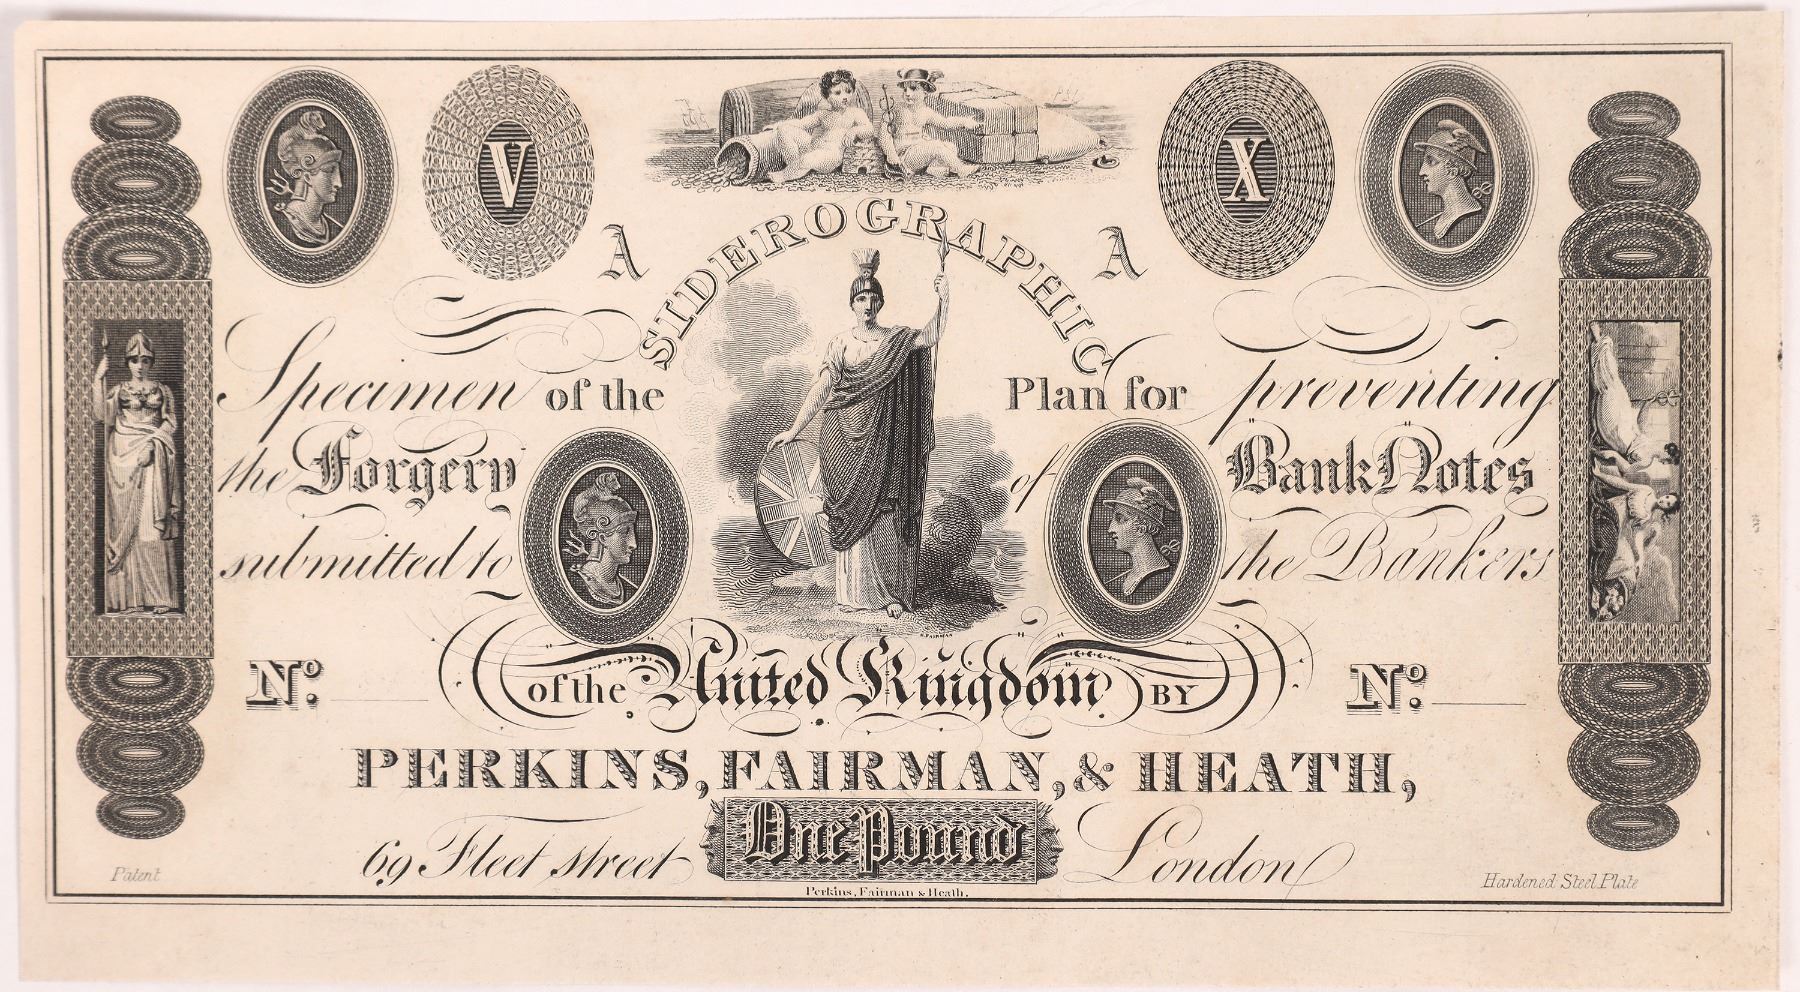 V X
A A
SIDEROGRAPHIC
Specimen of the Plan for preventing
the Forgery of Bank Notes
submitted to the Bankers
of the United Kingdom BY
No. No.
PERKINS, FAIRMAN, & HEATH,
69 Fleet street One Pound London
Perkins, Fairman & Heath.
Patent Hardened Steel Plate